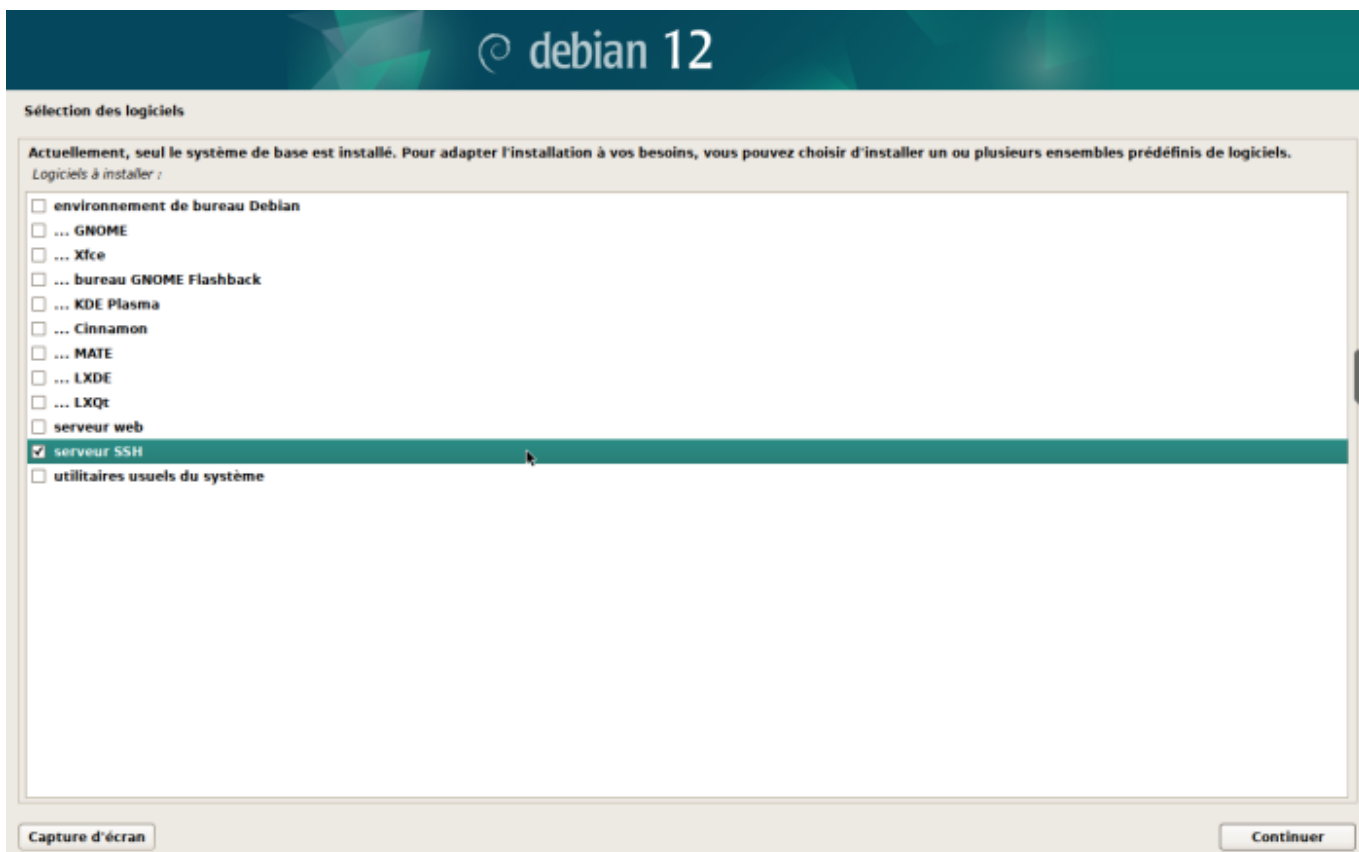 debian 12
Sélection des logiciels
Actuellement, seul le système de base est installé. Pour adapter l'installation à vos besoins, vous pouvez choisir d'installer un ou plusieurs ensembles prédéfinis de logiciels.
Logiciels à installer :
environnement de bureau Debian
... GNOME
... Xfce
... bureau GNOME Flashback
... KDE Plasma
... Cinnamon
... MATE
... LXDE
... LXQt
serveur web
serveur SSH
utilitaires usuels du système
Capture d'écran
Continuer